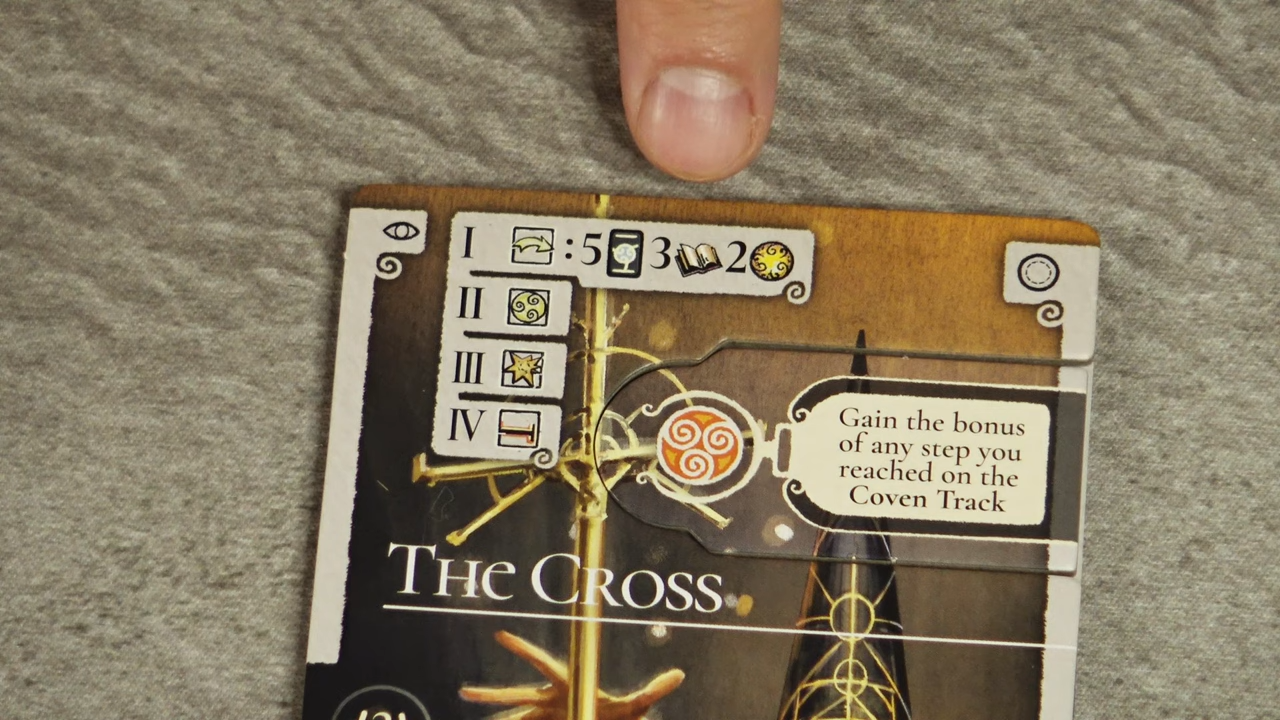 I : 5 3 2
II
III
IV
Gain the bonus
of any step you
reached on the
Coven Track
The Cross